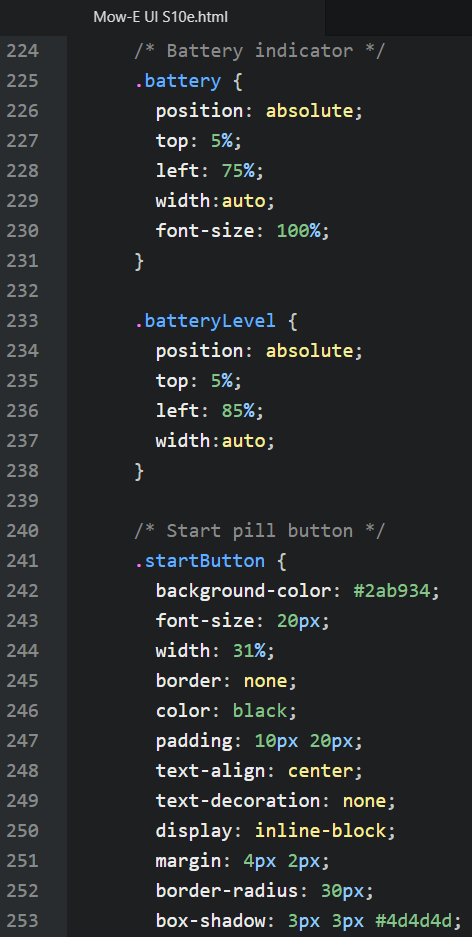 Mow-E UI S10e.html
224 /* Battery indicator */
225 .battery {
226 position: absolute;
227 top: 5%;
228 left: 75%;
229 width:auto;
230 font-size: 100%;
231 }
232
233 .batteryLevel {
234 position: absolute;
235 top: 5%;
236 left: 85%;
237 width:auto;
238 }
239
240 /* Start pill button */
241 .startButton {
242 background-color: #2ab934;
243 font-size: 20px;
244 width: 31%;
245 border: none;
246 color: black;
247 padding: 10px 20px;
248 text-align: center;
249 text-decoration: none;
250 display: inline-block;
251 margin: 4px 2px;
252 border-radius: 30px;
253 box-shadow: 3px 3px #4d4d4d;